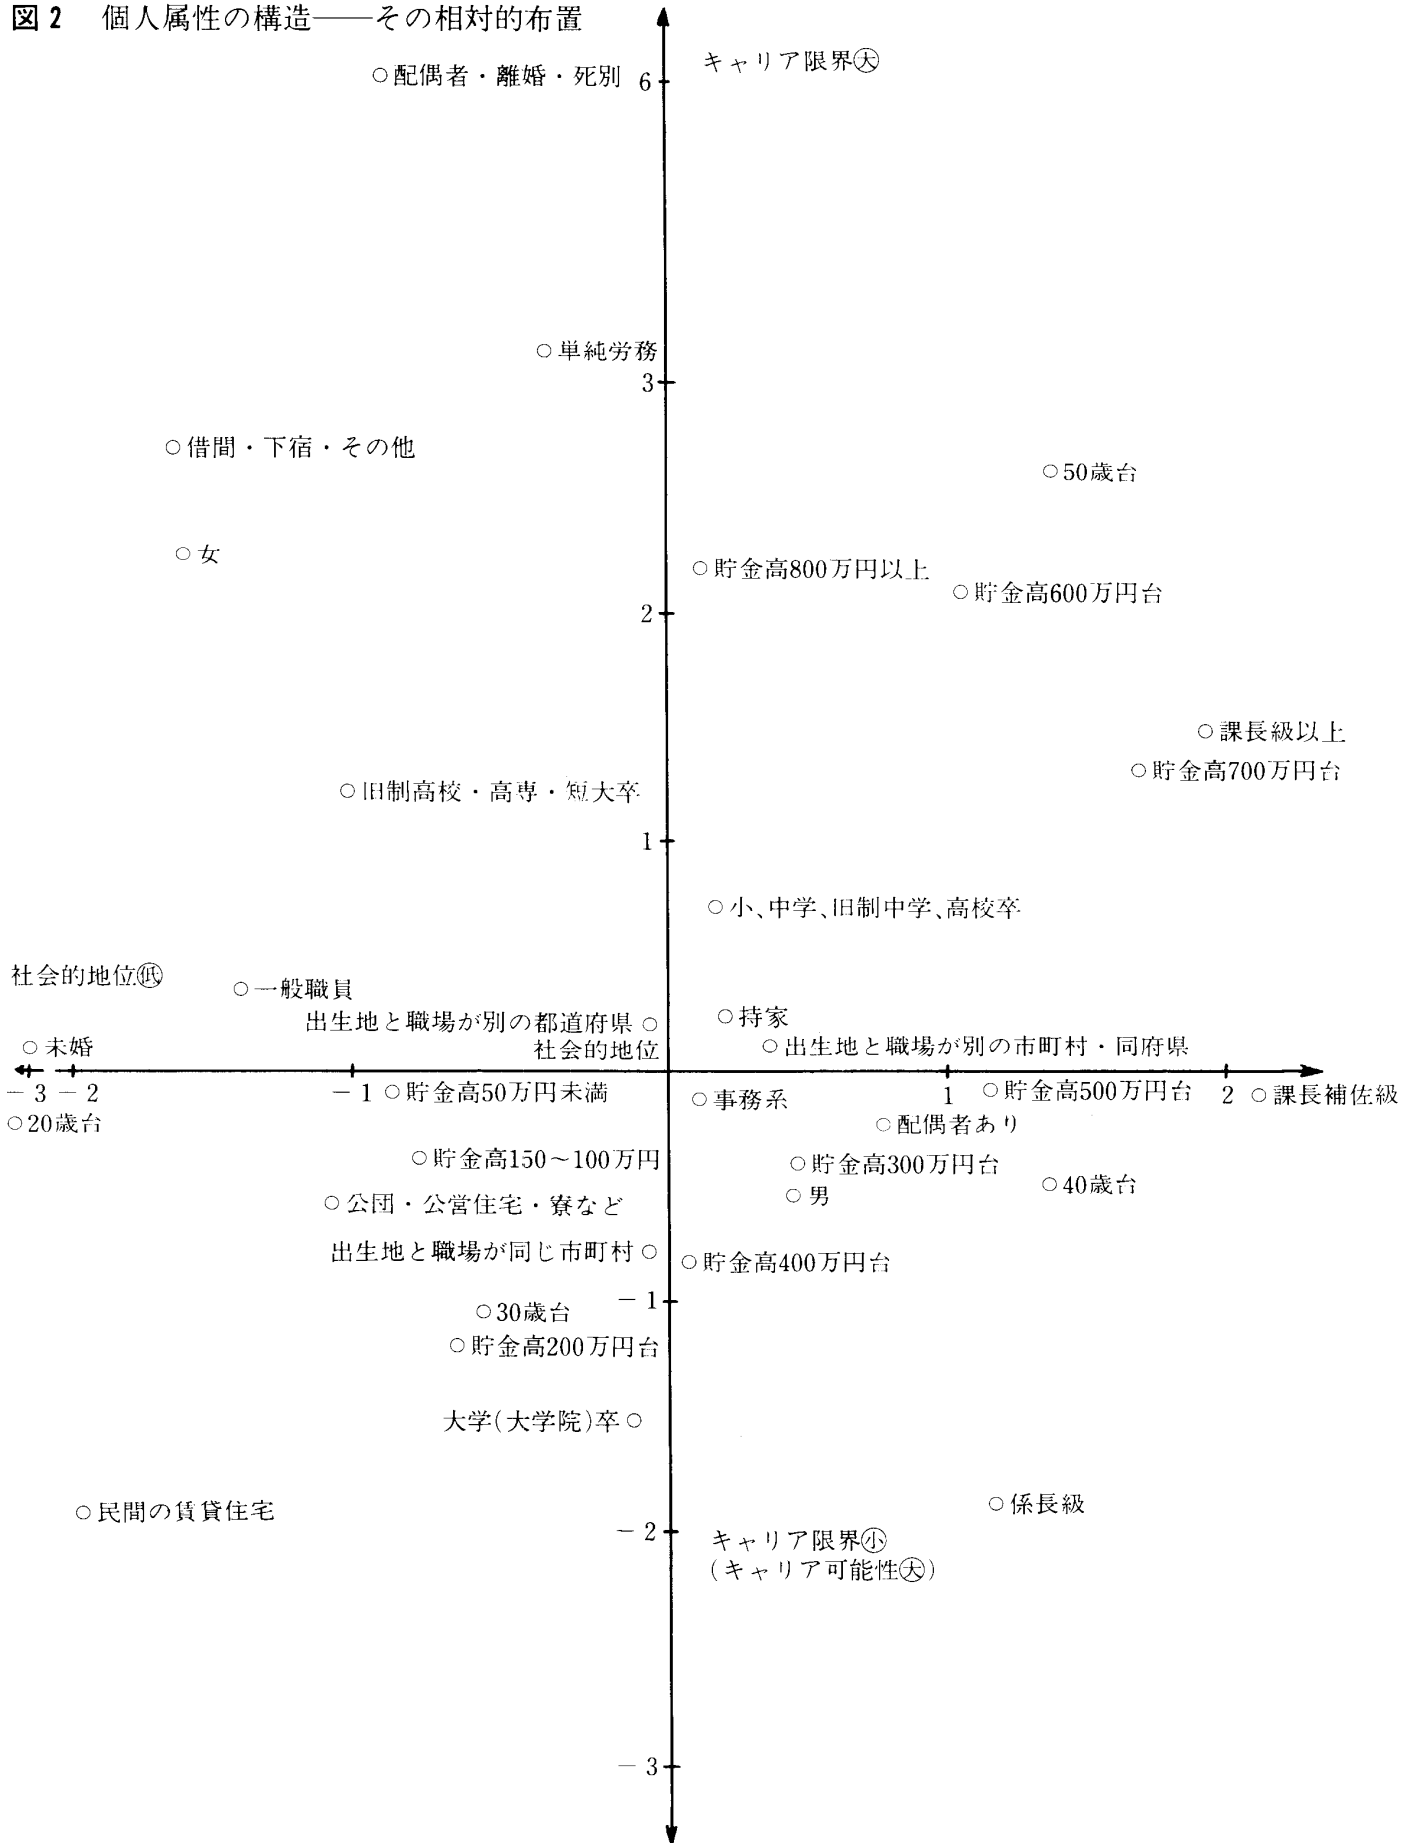 図2 個人属性の構造——その相対的布置
キャリア限界㊅
配偶者・離婚・死別
6
単純労務
3
借間・下宿・その他
50歳台
女
貯金高800万円以上
貯金高600万円台
2
課長級以上
貯金高700万円台
旧制高校・高専・短大卒
1
小、中学、旧制中学、高校卒
社会的地位低
一般職員
出生地と職場が別の都道府県
持家
未婚
社会的地位
出生地と職場が別の市町村・同府県
−3 −2 −1
貯金高50万円未満
事務系
1
貯金高500万円台
2
課長補佐級
20歳台
配偶者あり
貯金高150〜100万円
貯金高300万円台
40歳台
公団・公営住宅・寮など
男
出生地と職場が同じ市町村
貯金高400万円台
−1
30歳台
貯金高200万円台
大学(大学院)卒
民間の賃貸住宅
係長級
−2
キャリア限界小
(キャリア可能性大)
−3